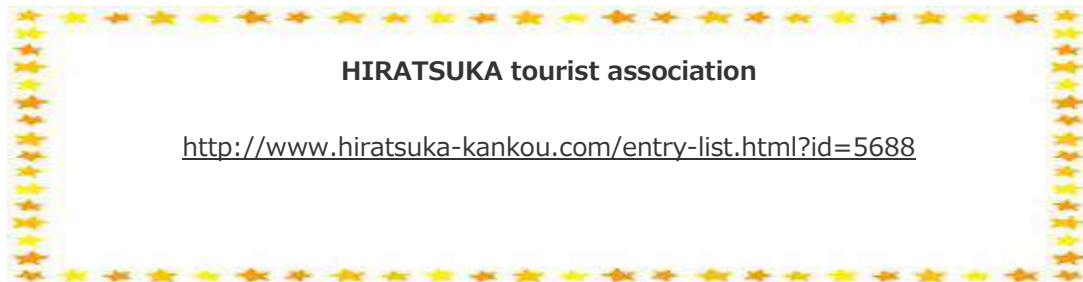 HIRATSUKA tourist association
http://www.hiratsuka-kankou.com/entry-list.html?id=5688